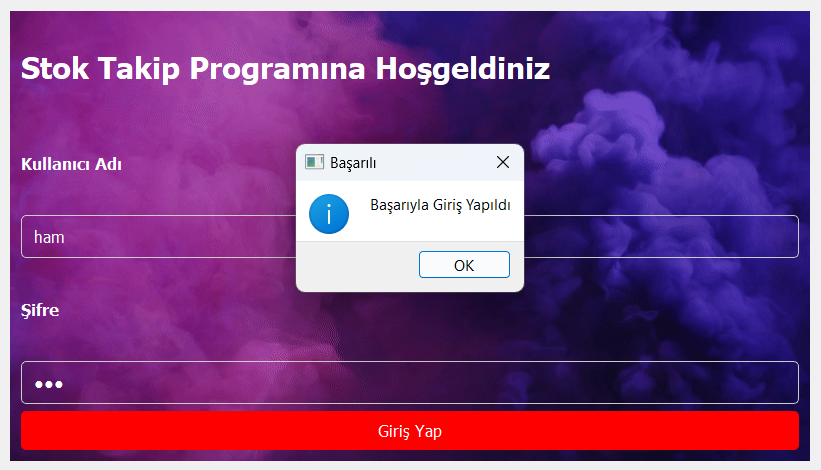 Stok Takip Programına Hoşgeldiniz
Kullanıcı Adı
Başarılı
Başarıyla Giriş Yapıldı
ham
OK
Şifre
●●●
Giriş Yap